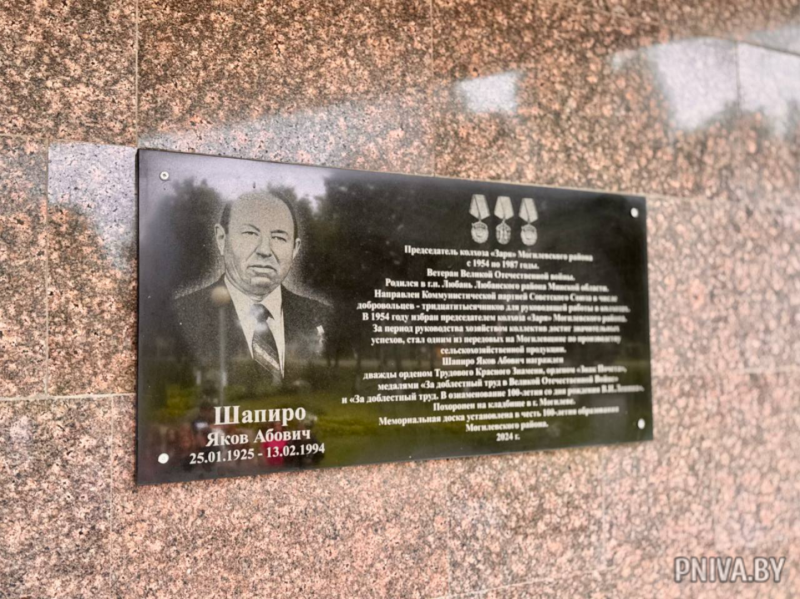 Председатель колхоза «Заря» Могилевского района
с 1954 по 1987 годы.
Ветеран Великой Отечественной войны.
Родился в г.п. Любань Любанского района Минской области.
Направлен Коммунистической партией Советского Союза в числе
добровольцев - тридцатитысячников для руководящей работы в колхозах.
В 1954 году избран председателем колхоза «Заря» Могилевского района.
За период руководства хозяйством коллектив достиг значительных
успехов, стал одним из передовых на Могилевщине по производству
сельскохозяйственной продукции.
Шапиро Яков Абович награжден
дважды орденом Трудового Красного Знамени, орденом «Знак Почета»,
медалями «За доблестный труд в Великой Отечественной Войне»
и «За доблестный труд. В ознаменование 100-летия со дня рождения В.И. Ленина».
Похоронен на кладбище в г. Могилеве.
Мемориальная доска установлена в честь 100-летия образования
Могилевского района.
2024 г.
Шапиро
Яков Абович
25.01.1925 - 13.02.1994
PNIVA.BY